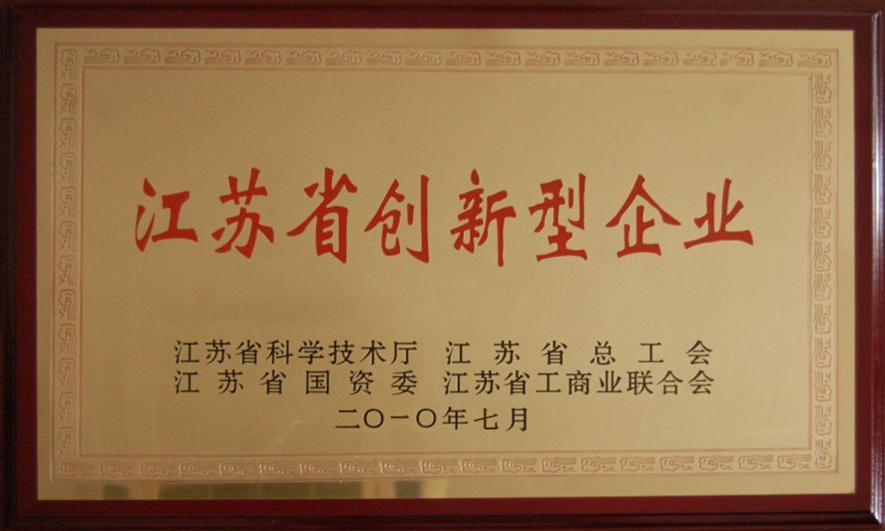 江苏省创新型企业
江苏省科学技术厅 江苏省总工会
江苏省国资委 江苏省工商业联合会
二〇一〇年七月